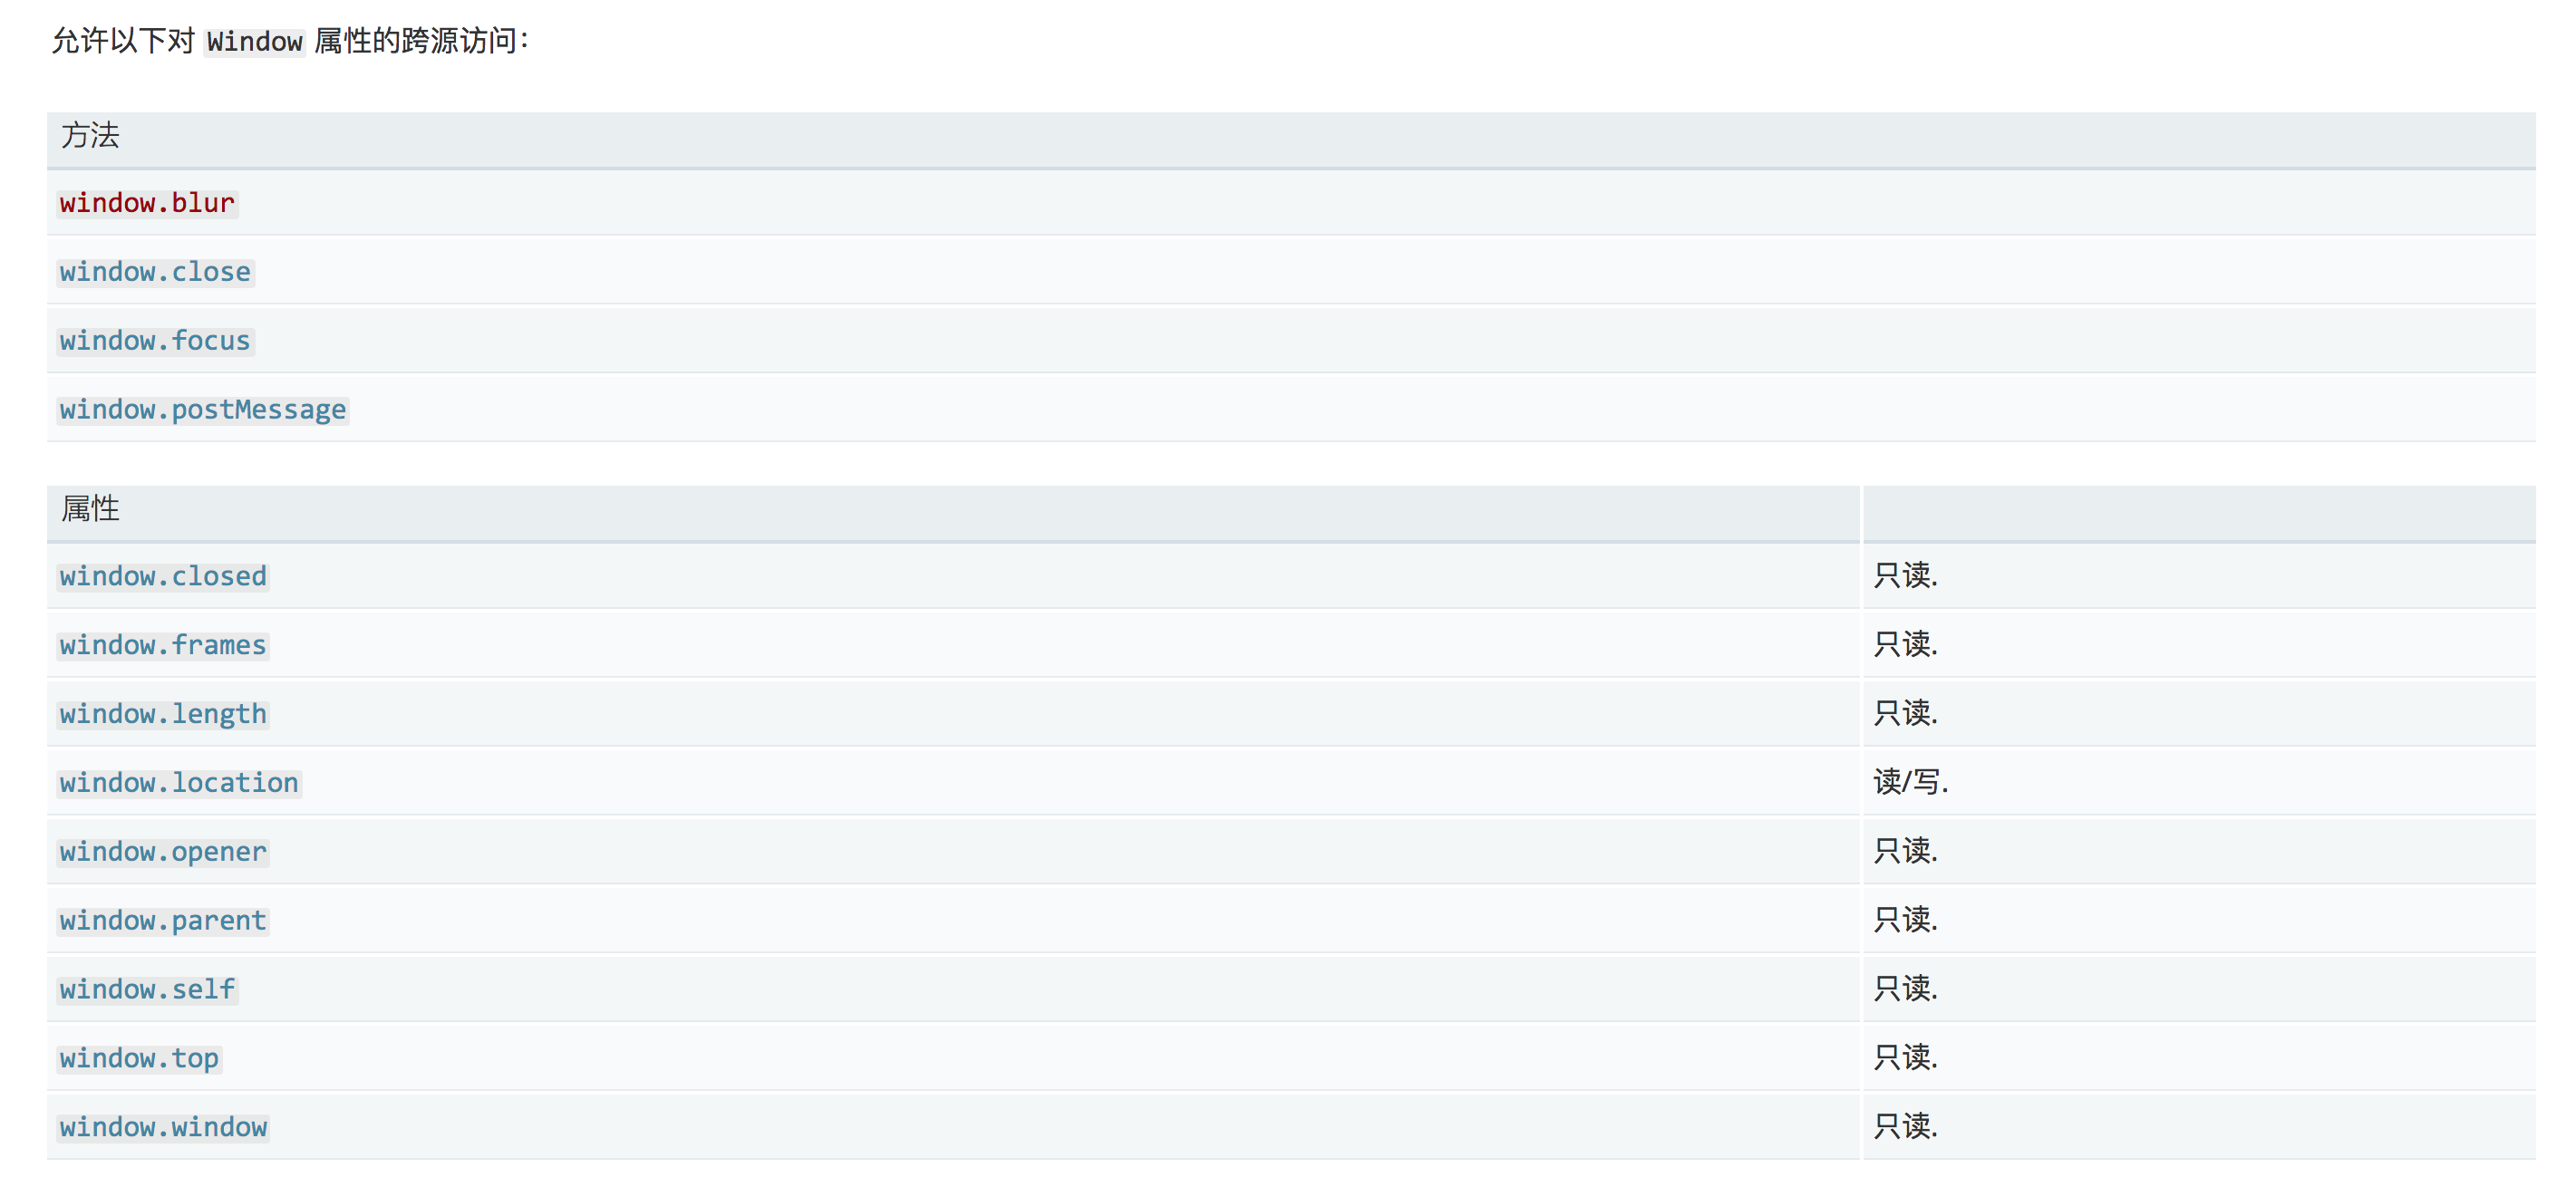 允许以下对 Window 属性的跨源访问：
方法
window.blur
window.close
window.focus
window.postMessage
属性
window.closed 只读.
window.frames 只读.
window.length 只读.
window.location 读/写.
window.opener 只读.
window.parent 只读.
window.self 只读.
window.top 只读.
window.window 只读.